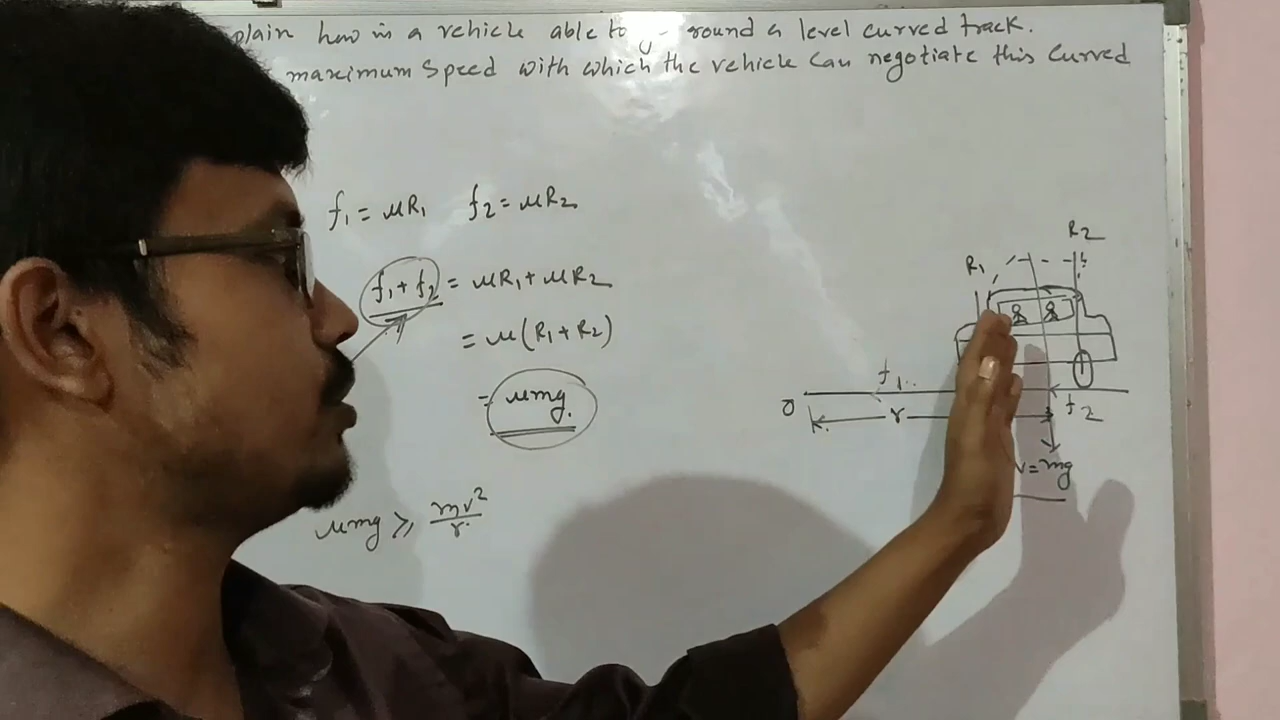 plain how is a vehicle able to g- round a level curved track.
maximum speed with which the vehicle can negotiate this curved
f₁ = μR₁ f₂ = μR₂
f₁ + f₂ = μR₁ + μR₂
= μ(R₁ + R₂)
= μmg.
μmg ⩾ mv²/r
R₂
R₁
f₁
O
r
f₂
= mg